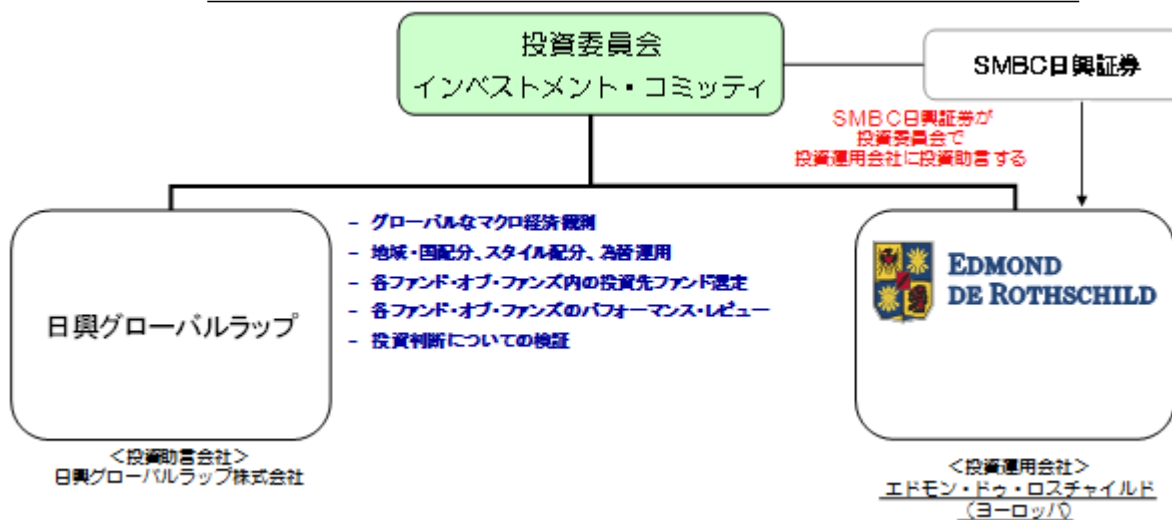 投資委員会
インベストメント・コミッティ
SMBC日興証券
SMBC日興証券が
投資委員会で
投資運用会社に投資助言する
- グローバルなマクロ経済観測
- 地域・国配分、スタイル配分、為替運用
- 各ファンド・オブ・ファンズ内の投資先ファンド選定
- 各ファンド・オブ・ファンズのパフォーマンス・レビュー
- 投資判断についての検証
日興グローバルラップ
EDMOND
DE ROTHSCHILD
<投資助言会社>
日興グローバルラップ株式会社
<投資運用会社>
エドモン・ドゥ・ロスチャイルド
(ヨーロッパ)